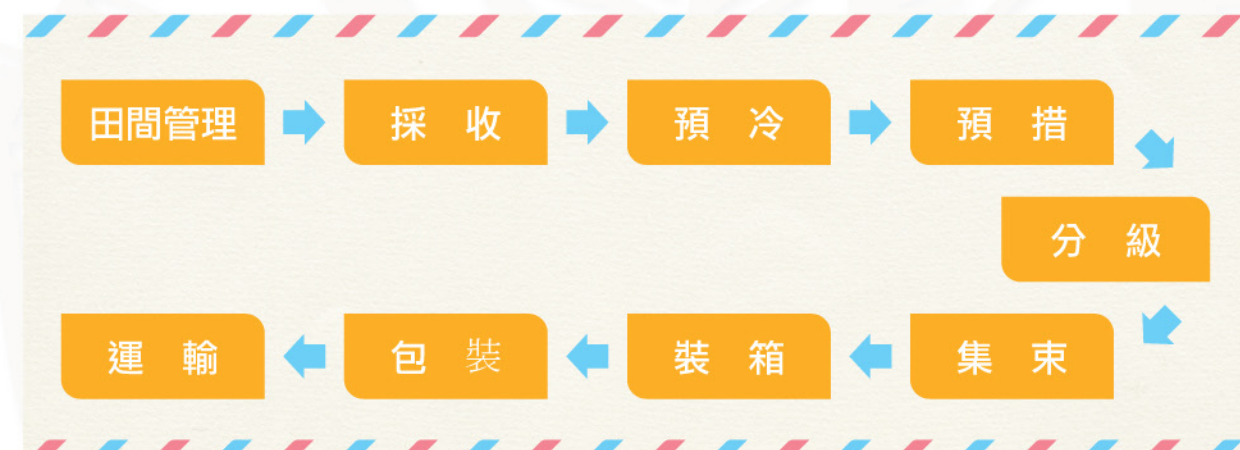 田間管理
採 收
預 冷
預 措
分 級
集 束
裝 箱
包 裝
運 輸